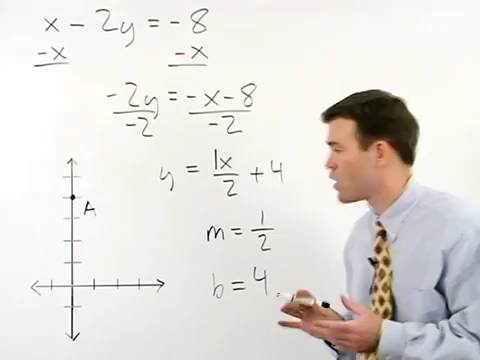 x - 2y = -8
-x -x
-2y = -x - 8
-2 -2
y = 1x/2 + 4
A
m = 1/2
b = 4